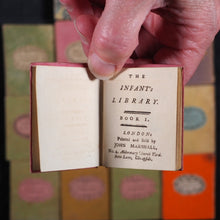 THE
INFANT'S
LIBRARY.
BOOK I.
LONDON:
Printed and Sold by
JOHN MARSHALL,
No. 4, Aldermary Church Yard,
Bow Lane, Cheapside.